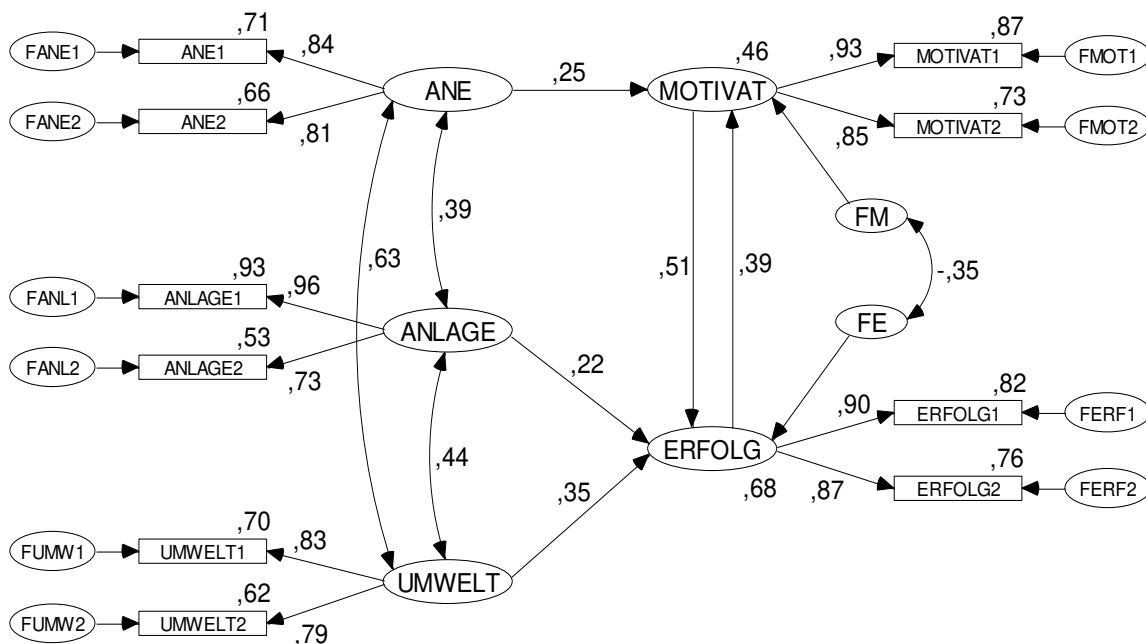 ,71
FANE1
ANE1
,84
,66
FANE2
ANE2
,81
ANE
,25
,46
MOTIVAT
,93
,87
MOTIVAT1
FMOT1
,73
MOTIVAT2
FMOT2
,85
,39
,63
FM
-,35
,51
,39
FE
,93
FANL1
ANLAGE1
,96
,53
FANL2
ANLAGE2
,73
ANLAGE
,22
,44
,35
ERFOLG
,68
,90
,82
ERFOLG1
FERF1
,76
ERFOLG2
FERF2
,87
,70
FUMW1
UMWELT1
,83
,62
FUMW2
UMWELT2
,79
UMWELT